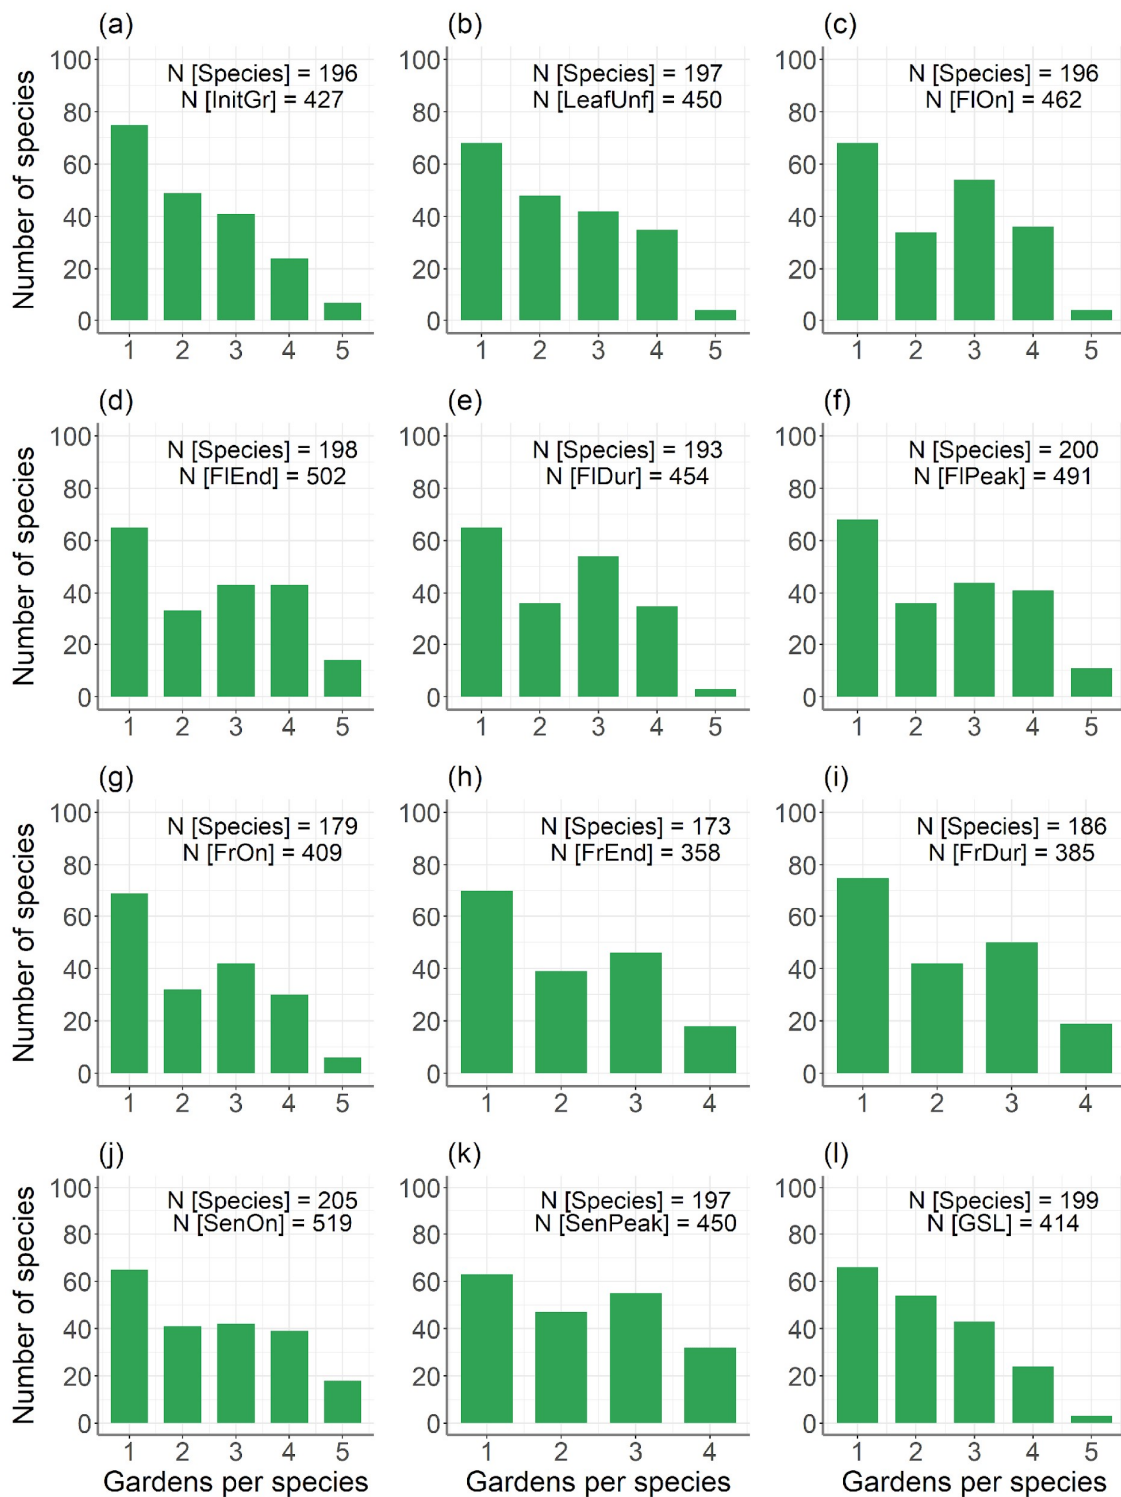 (a)
(b)
(c)
Number of species
100
80
60
40
20
0
N [Species] = 196
N [InitGr] = 427
1 2 3 4 5
100
80
60
40
20
0
N [Species] = 197
N [LeafUnf] = 450
1 2 3 4 5
100
80
60
40
20
0
N [Species] = 196
N [FlOn] = 462
1 2 3 4 5
(d)
(e)
(f)
Number of species
100
80
60
40
20
0
N [Species] = 198
N [FlEnd] = 502
1 2 3 4 5
100
80
60
40
20
0
N [Species] = 193
N [FlDur] = 454
1 2 3 4 5
100
80
60
40
20
0
N [Species] = 200
N [FlPeak] = 491
1 2 3 4 5
(g)
(h)
(i)
Number of species
100
80
60
40
20
0
N [Species] = 179
N [FrOn] = 409
1 2 3 4 5
100
80
60
40
20
0
N [Species] = 173
N [FrEnd] = 358
1 2 3 4
100
80
60
40
20
0
N [Species] = 186
N [FrDur] = 385
1 2 3 4
(j)
(k)
(l)
Number of species
100
80
60
40
20
0
N [Species] = 205
N [SenOn] = 519
1 2 3 4 5
Gardens per species
100
80
60
40
20
0
N [Species] = 197
N [SenPeak] = 450
1 2 3 4
Gardens per species
100
80
60
40
20
0
N [Species] = 199
N [GSL] = 414
1 2 3 4 5
Gardens per species